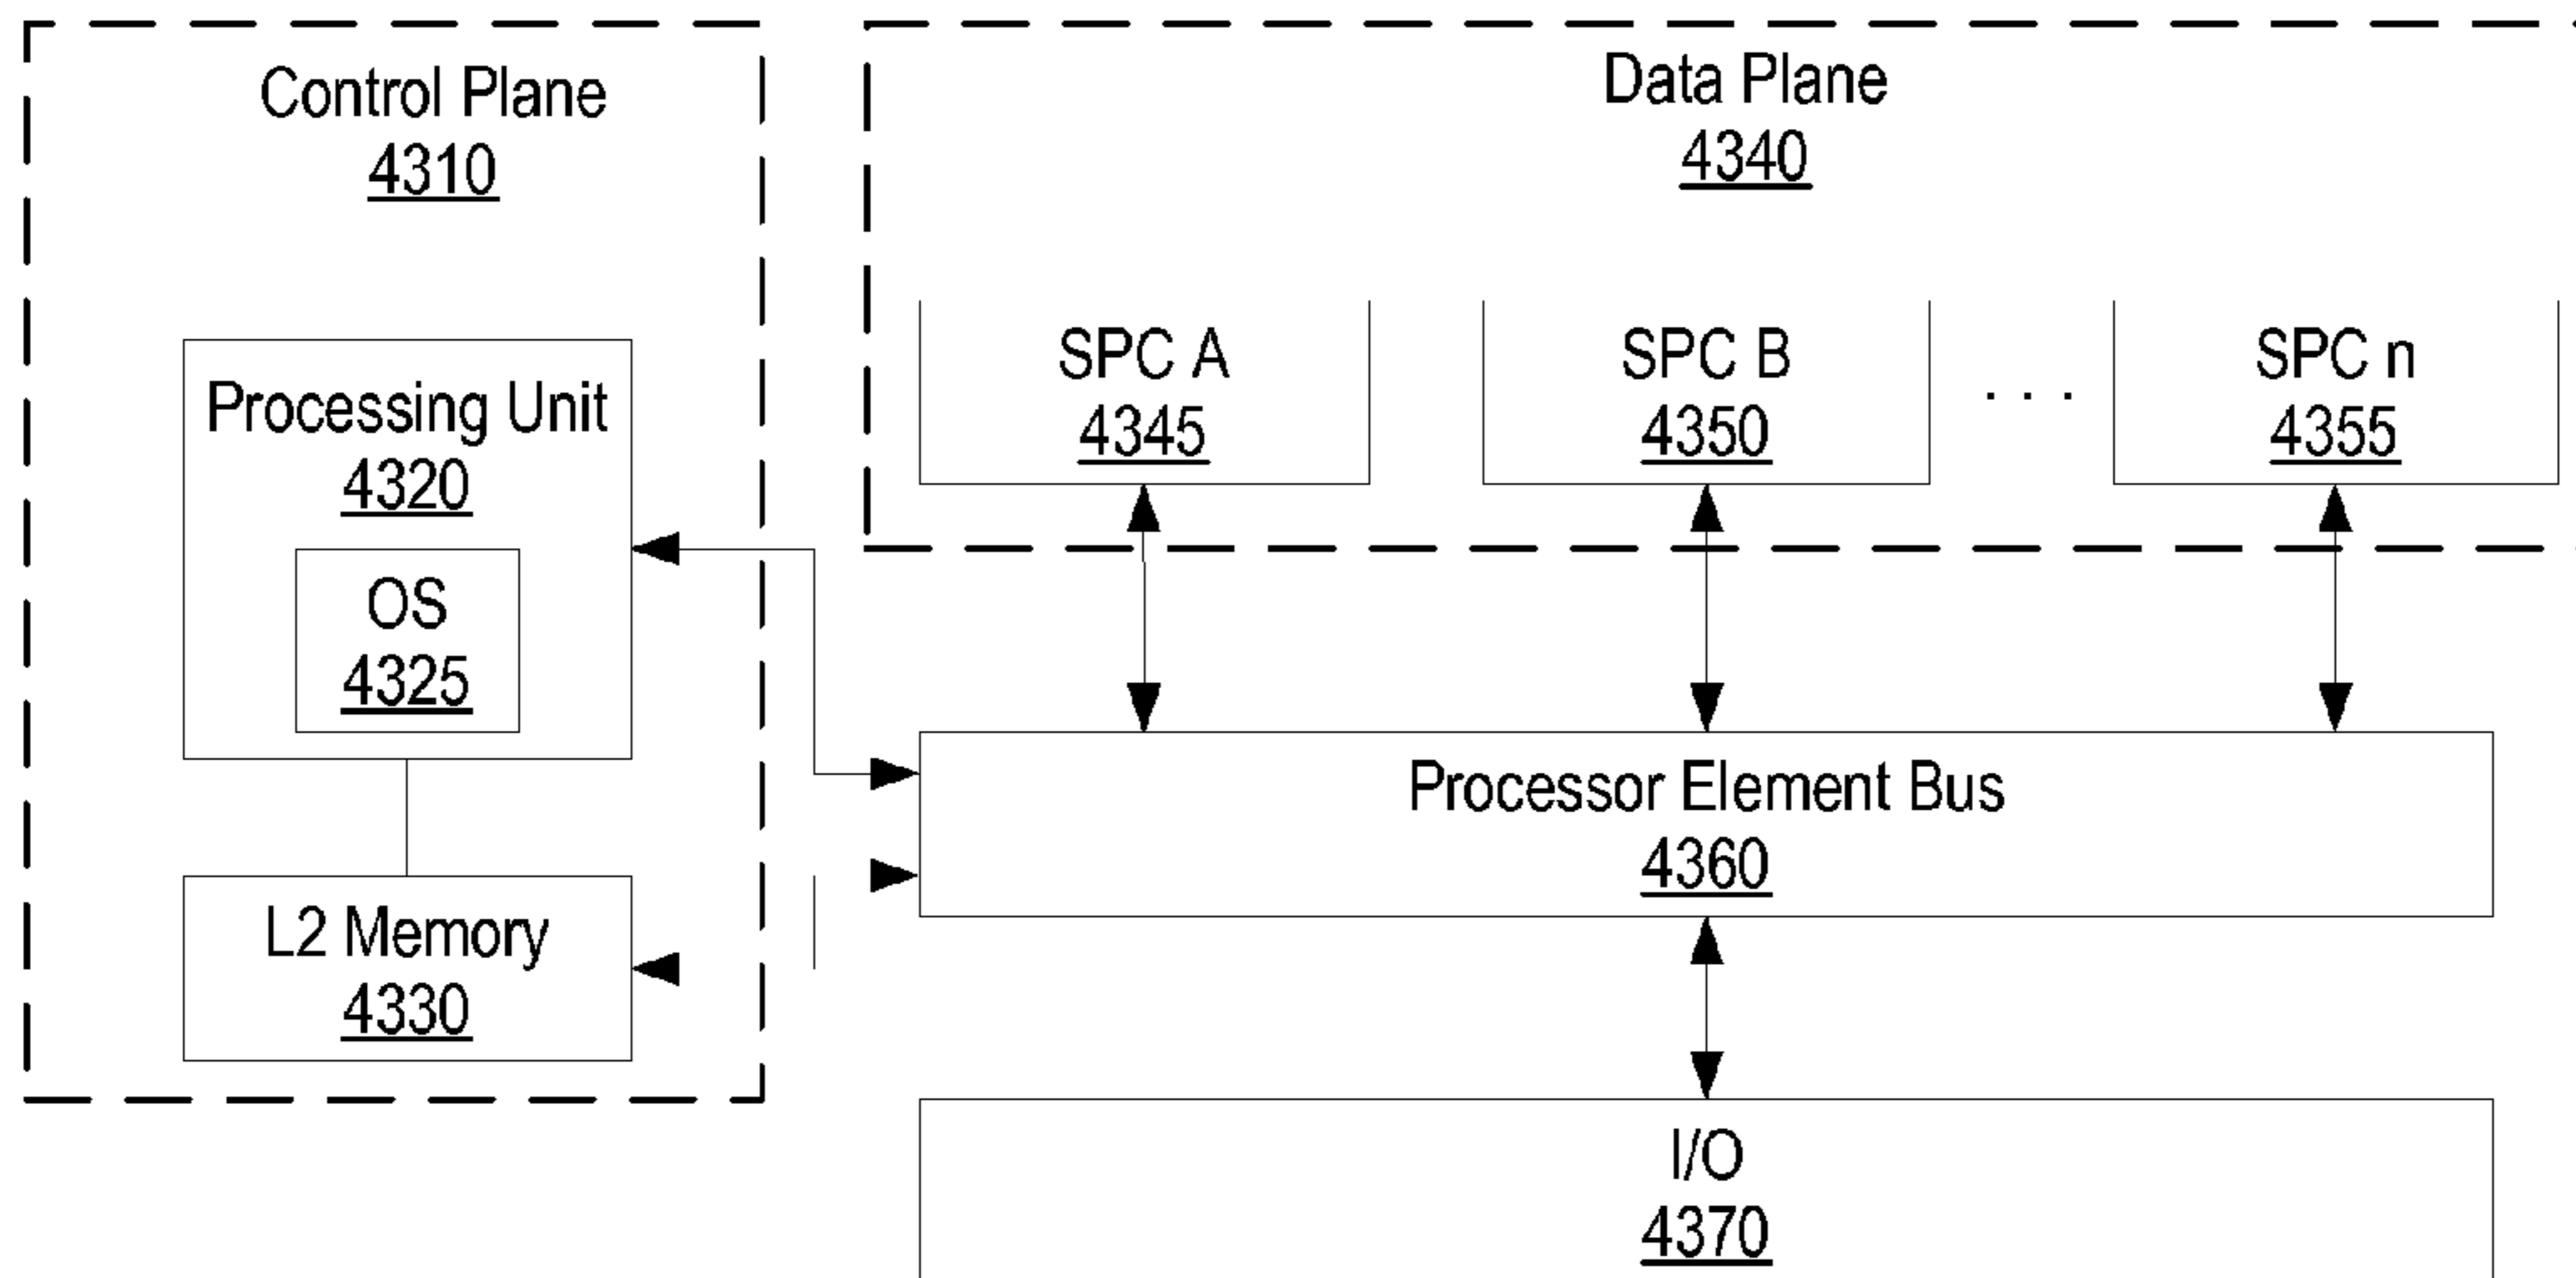 Control Plane
4310
Processing Unit
4320
OS
4325
L2 Memory
4330
Data Plane
4340
SPC A
4345
SPC B
4350
. . .
SPC n
4355
Processor Element Bus
4360
I/O
4370